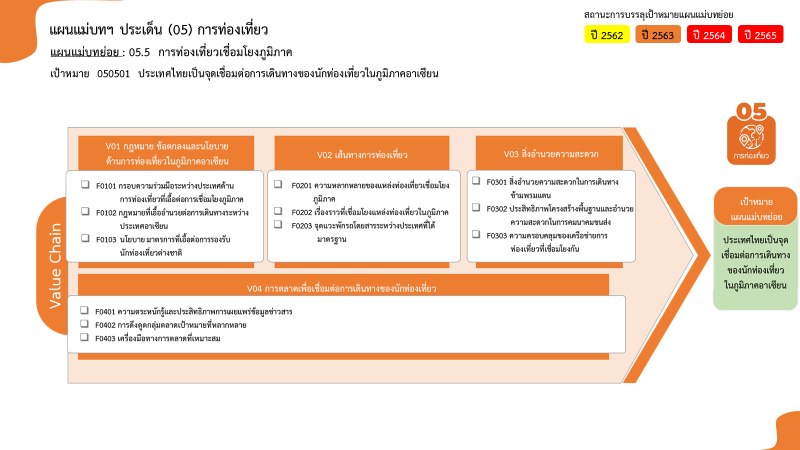 แผนแม่บทฯ ประเด็น (05) การท่องเที่ยว
แผนแม่บทย่อย : 05.5 การท่องเที่ยวเชื่อมโยงภูมิภาค
เป้าหมาย 050501 ประเทศไทยเป็นจุดเชื่อมต่อการเดินทางของนักท่องเที่ยวในภูมิภาคอาเซียน
สถานะการบรรลุเป้าหมายแผนแม่บทย่อย
ปี 2562 ปี 2563 ปี 2564 ปี 2565
05
การท่องเที่ยว
Value Chain
V01 กฎหมาย ข้อตกลงและนโยบาย
ด้านการท่องเที่ยวในภูมิภาคอาเซียน
F0101 กรอบความร่วมมือระหว่างประเทศด้าน
การท่องเที่ยวที่เอื้อต่อการเชื่อมโยงภูมิภาค
F0102 กฎหมายที่เอื้ออำนวยต่อการเดินทางระหว่าง
ประเทศอาเซียน
F0103 นโยบาย มาตรการที่เอื้อต่อการรองรับ
นักท่องเที่ยวต่างชาติ
V02 เส้นทางการท่องเที่ยว
F0201 ความหลากหลายของแหล่งท่องเที่ยวเชื่อมโยง
ภูมิภาค
F0202 เรื่องราวที่เชื่อมโยงแหล่งท่องเที่ยวในภูมิภาค
F0203 จุดแวะพักรถโดยสารระหว่างประเทศที่ได้
มาตรฐาน
V03 สิ่งอำนวยความสะดวก
F0301 สิ่งอำนวยความสะดวกในการเดินทาง
ข้ามพรมแดน
F0302 ประสิทธิภาพโครงสร้างพื้นฐานและอำนวย
ความสะดวกในการคมนาคมขนส่ง
F0303 ความครอบคลุมของเครือข่ายการ
ท่องเที่ยวที่เชื่อมโยงกัน
V04 การตลาดเพื่อเชื่อมต่อการเดินทางของนักท่องเที่ยว
F0401 ความตระหนักรู้และประสิทธิภาพการเผยแพร่ข้อมูลข่าวสาร
F0402 การดึงดูดกลุ่มตลาดเป้าหมายที่หลากหลาย
F0403 เครื่องมือทางการตลาดที่เหมาะสม
เป้าหมาย
แผนแม่บทย่อย
ประเทศไทยเป็นจุด
เชื่อมต่อการเดินทาง
ของนักท่องเที่ยว
ในภูมิภาคอาเซียน